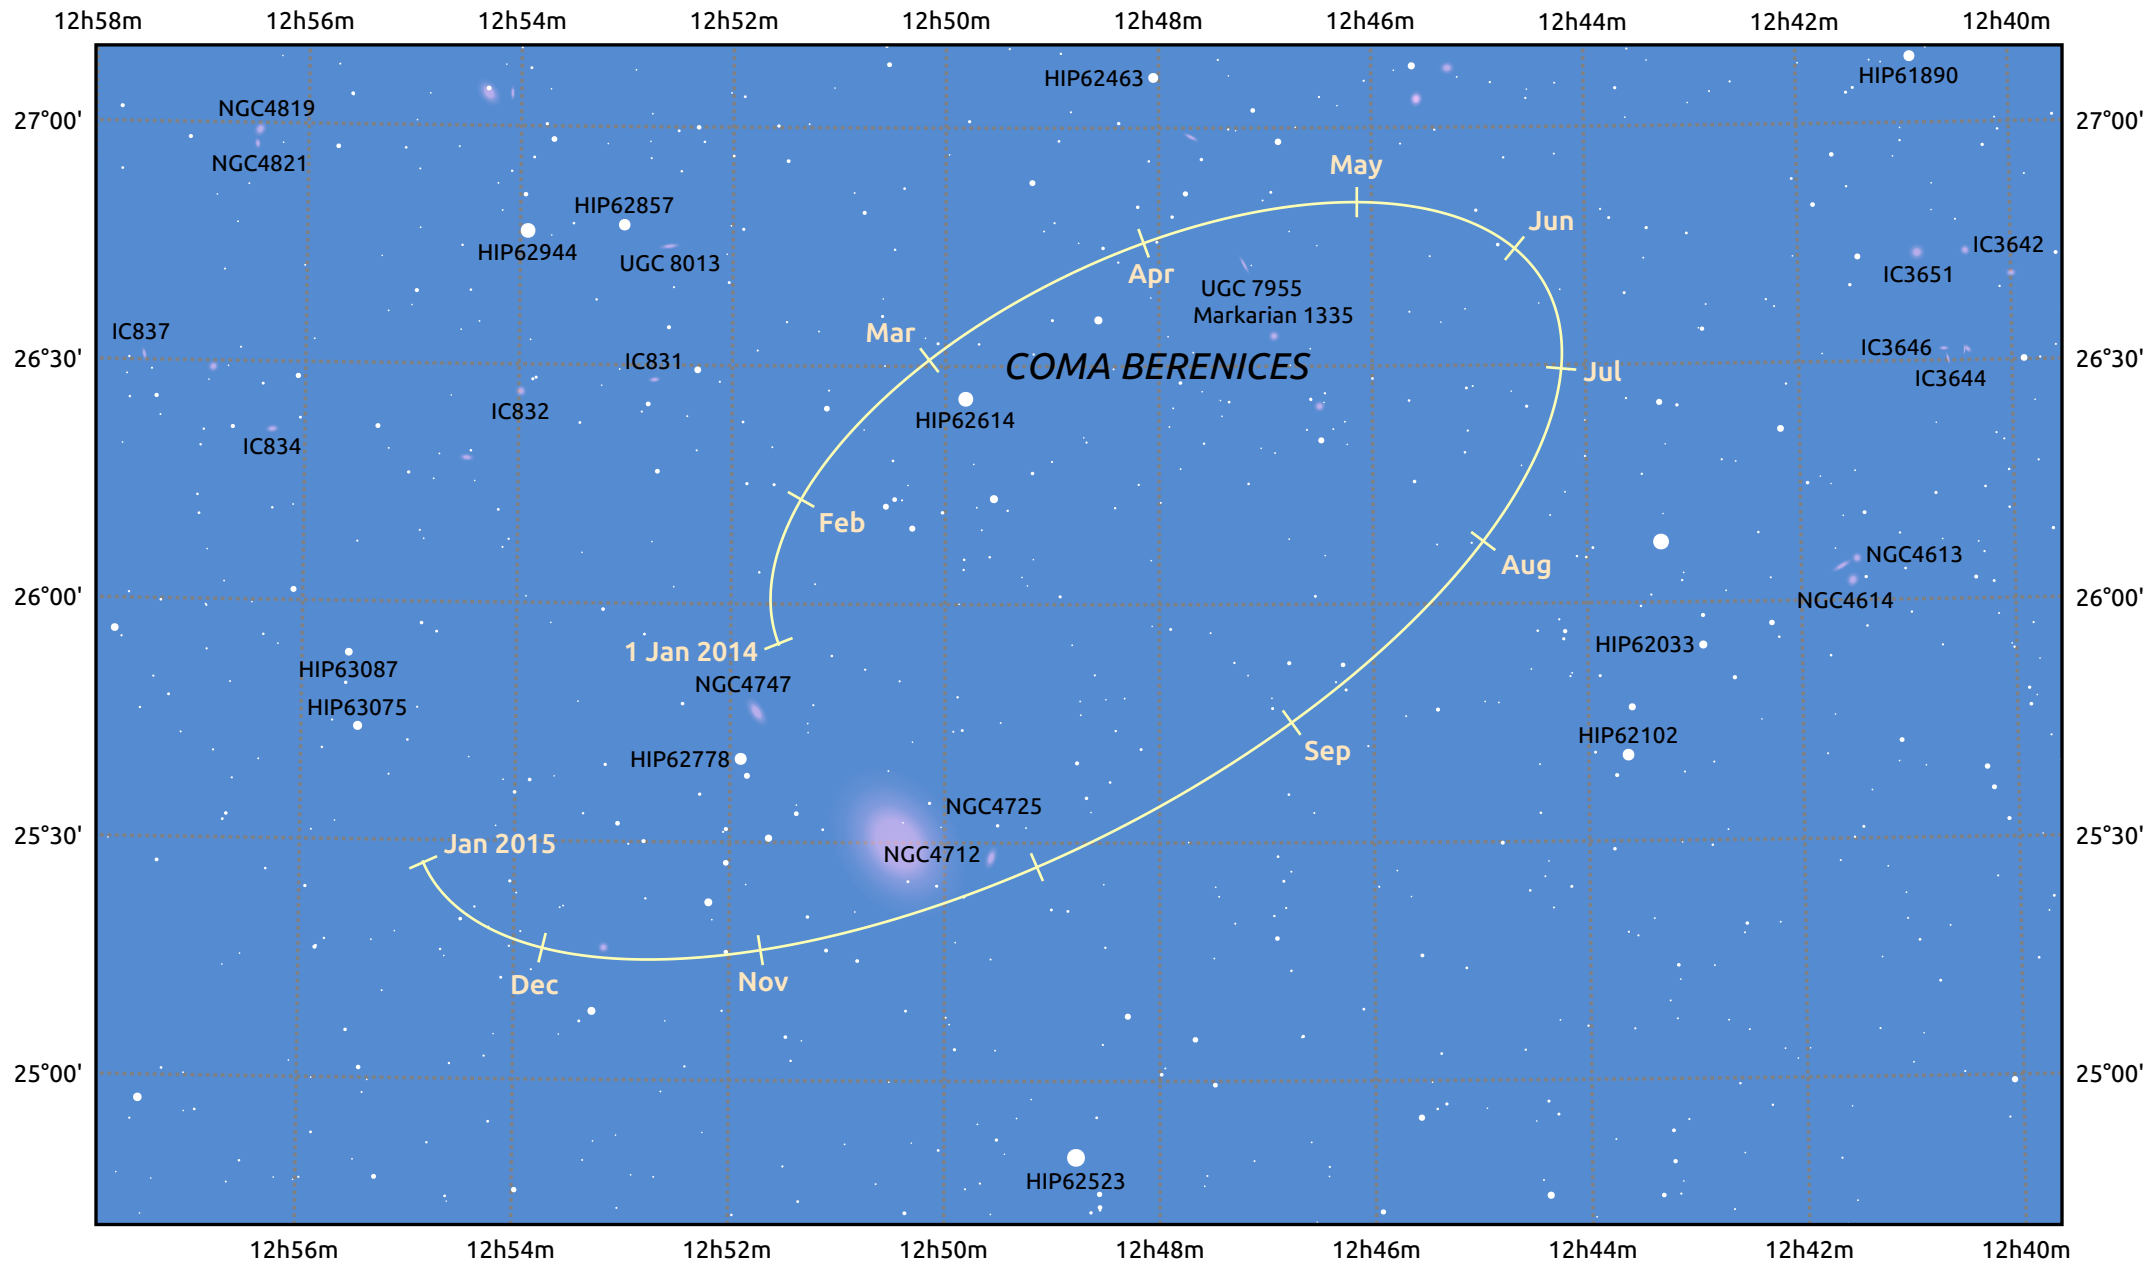 12h58m 12h56m 12h54m 12h52m 12h50m 12h48m 12h46m 12h44m 12h42m 12h40m
HIP62463
HIP61890
NGC4819
27°00' 27°00'
NGC4821
May
HIP62857
Jun
HIP62944
IC3642
UGC 8013
Apr
IC3651
UGC 7955
Markarian 1335
IC837
Mar
IC3646
26°30' 26°30'
IC831
COMA BERENICES
Jul
IC3644
IC832
HIP62614
IC834
Feb
NGC4613
Aug
26°00' 26°00'
NGC4614
HIP62033
1 Jan 2014
HIP63087
NGC4747
HIP63075
HIP62102
Sep
HIP62778
NGC4725
25°30' 25°30'
Jan 2015
NGC4712
Nov
Dec
25°00' 25°00'
HIP62523
12h56m 12h54m 12h52m 12h50m 12h48m 12h46m 12h44m 12h42m 12h40m